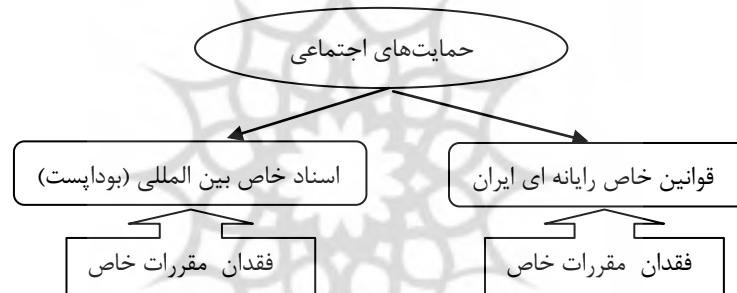 حمایت‌های اجتماعی
قوانین خاص رایانه ای ایران
اسناد خاص بین المللی (بوداپست)
فقدان مقررات خاص
فقدان مقررات خاص